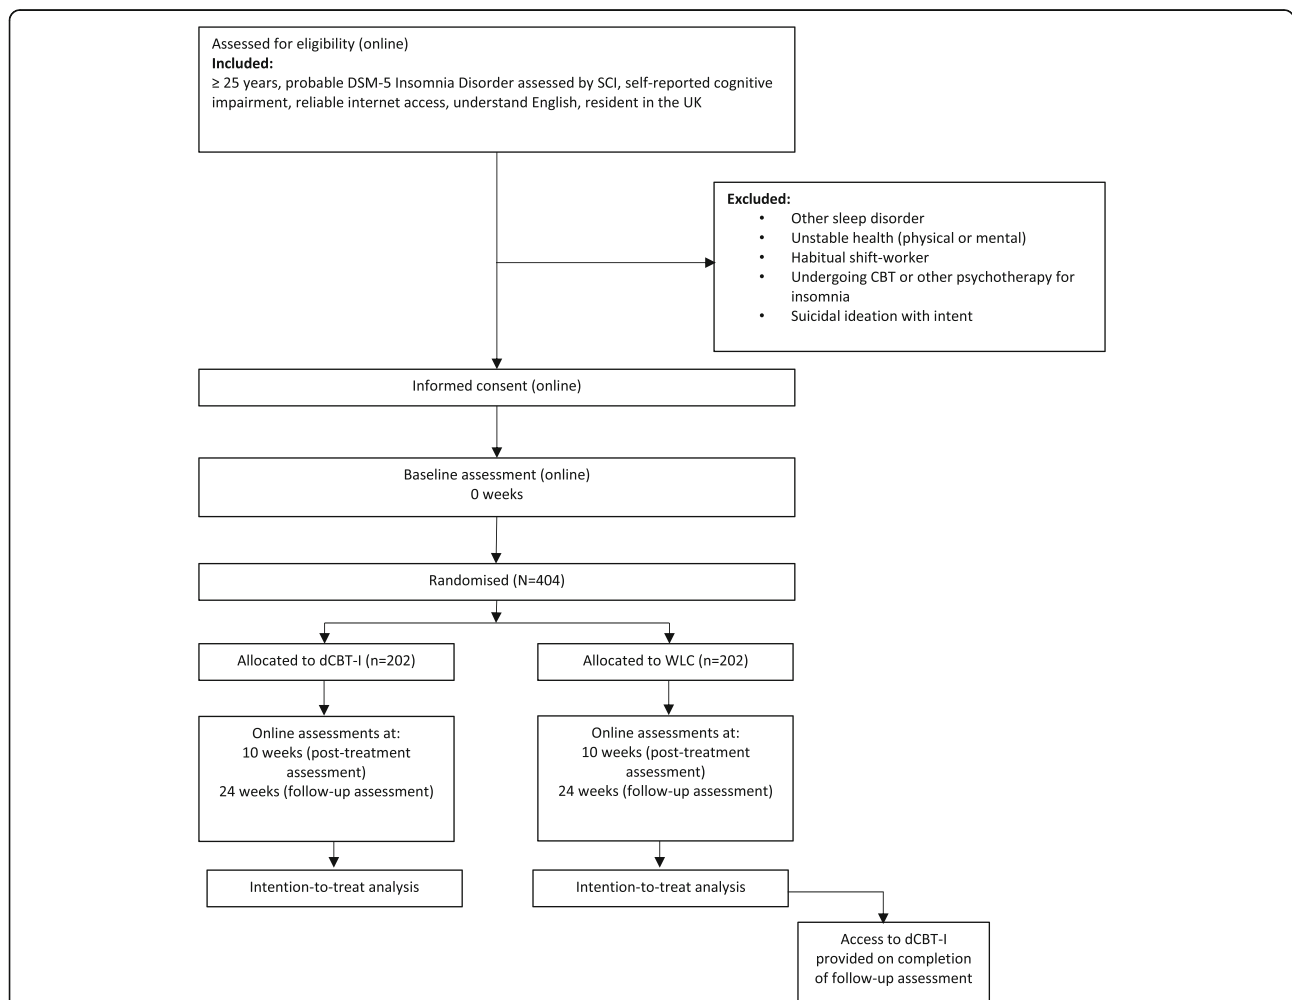 Assessed for eligibility (online)
Included:
≥ 25 years, probable DSM-5 Insomnia Disorder assessed by SCI, self-reported cognitive
impairment, reliable internet access, understand English, resident in the UK
Excluded:
• Other sleep disorder
• Unstable health (physical or mental)
• Habitual shift-worker
• Undergoing CBT or other psychotherapy for
insomnia
• Suicidal ideation with intent
Informed consent (online)
Baseline assessment (online)
0 weeks
Randomised (N=404)
Allocated to dCBT-I (n=202)
Allocated to WLC (n=202)
Online assessments at:
10 weeks (post-treatment
assessment)
24 weeks (follow-up assessment)
Online assessments at:
10 weeks (post-treatment
assessment)
24 weeks (follow-up assessment)
Intention-to-treat analysis
Intention-to-treat analysis
Access to dCBT-I
provided on completion
of follow-up assessment